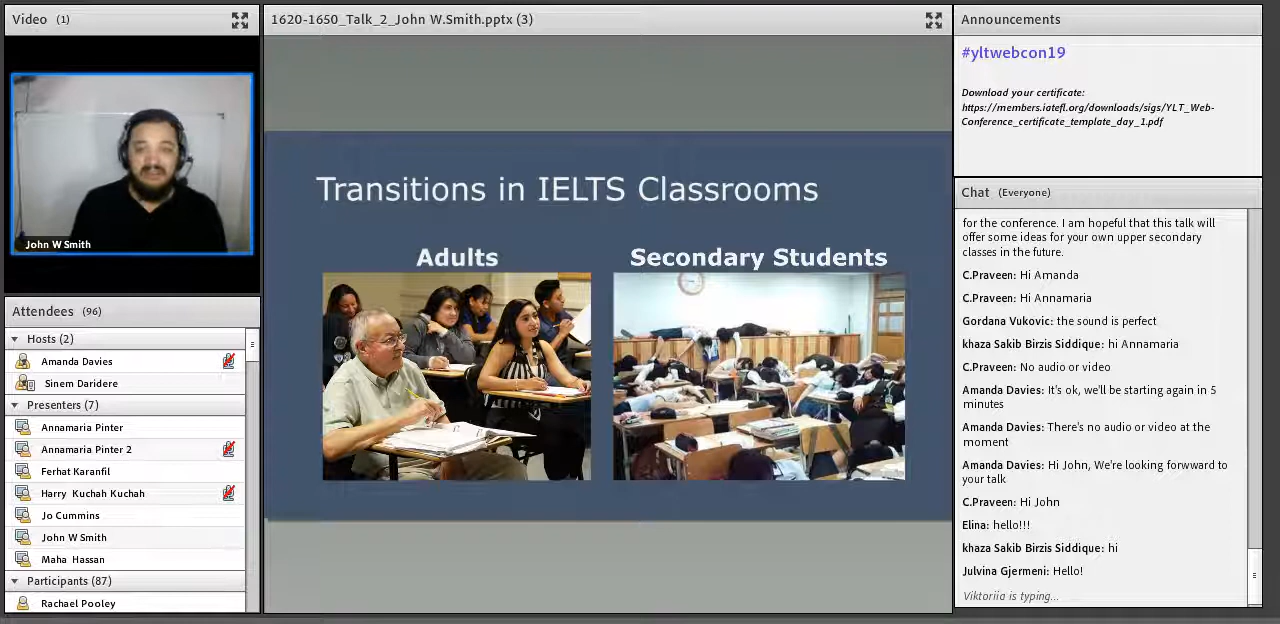 Video (1)
John W Smith
Attendees (96)
Hosts (2)
Amanda Davies
Sinem Daridere
Presenters (7)
Annamaria Pinter
Annamaria Pinter 2
Ferhat Karanfil
Harry Kuchah Kuchah
Jo Cummins
John W Smith
Maha Hassan
Participants (87)
Rachael Pooley
1620-1650_Talk_2_John W.Smith.pptx (3)
Transitions in IELTS Classrooms
Adults
Secondary Students
Announcements
#yltwebcon19
Download your certificate:
https://members.iatefl.org/downloads/sigs/YLT_Web-
Conference_certificate_template_day_1.pdf
Chat (Everyone)
for the conference. I am hopeful that this talk will
offer some ideas for your own upper secondary
classes in the future.
C.Praveen: Hi Amanda
C.Praveen: Hi Annamaria
Gordana Vukovic: the sound is perfect
khaza Sakib Birzis Siddique: hi Annamaria
C.Praveen: No audio or video
Amanda Davies: It's ok, we'll be starting again in 5
minutes
Amanda Davies: There's no audio or video at the
moment
Amanda Davies: Hi John, We're looking forwward to
your talk
C.Praveen: Hi John
Elina: hello!!!
khaza Sakib Birzis Siddique: hi
Julvina Gjermeni: Hello!
Viktoriia is typing...